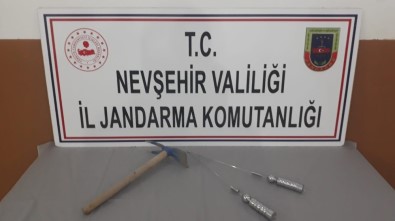 T.C.
NEVŞEHİR VALİLİĞİ
İL JANDARMA KOMUTANLIĞI